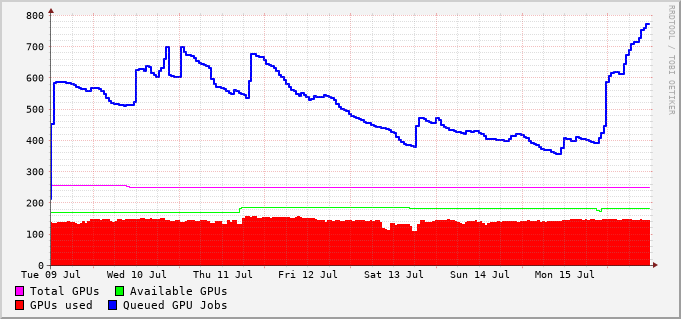 RRDTOOL / TOBI OETIKER
800
700
600
500
400
300
200
100
0
Tue 09 Jul Wed 10 Jul Thu 11 Jul Fri 12 Jul Sat 13 Jul Sun 14 Jul Mon 15 Jul
Total GPUs Available GPUs
GPUs used Queued GPU Jobs